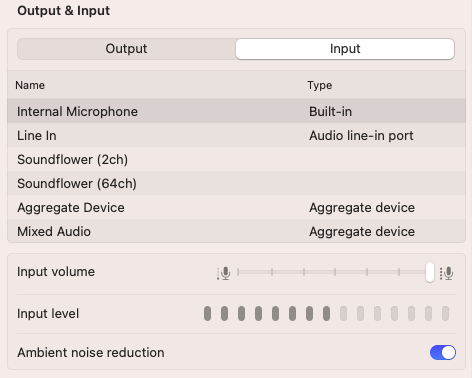 Output & Input
Output Input
Name Type
Internal Microphone Built-in
Line In Audio line-in port
Soundflower (2ch)
Soundflower (64ch)
Aggregate Device Aggregate device
Mixed Audio Aggregate device
Input volume
Input level
Ambient noise reduction